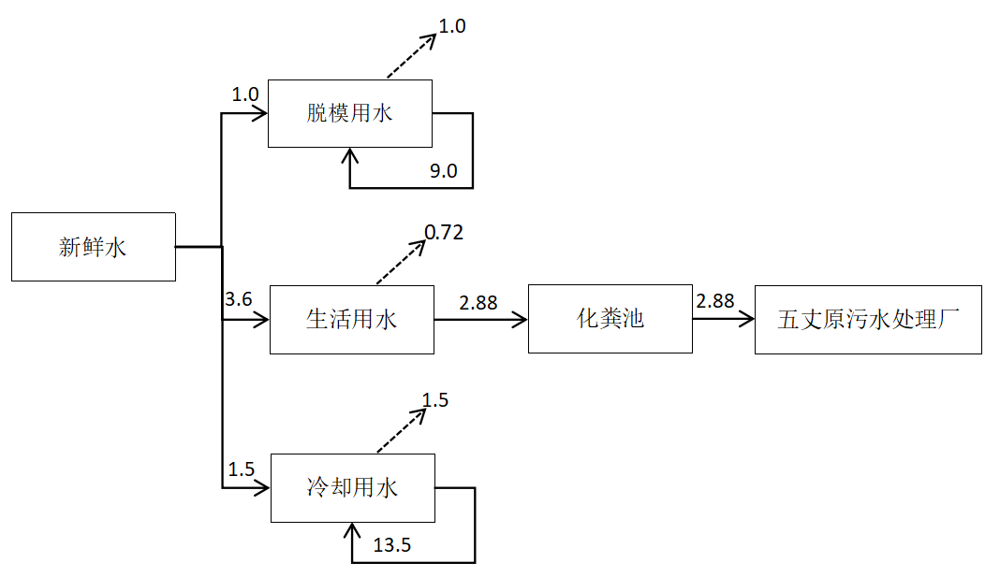 1.0
1.0
脱模用水
9.0
新鲜水
0.72
3.6
生活用水
2.88
化粪池
2.88
五丈原污水处理厂
1.5
1.5
冷却用水
13.5